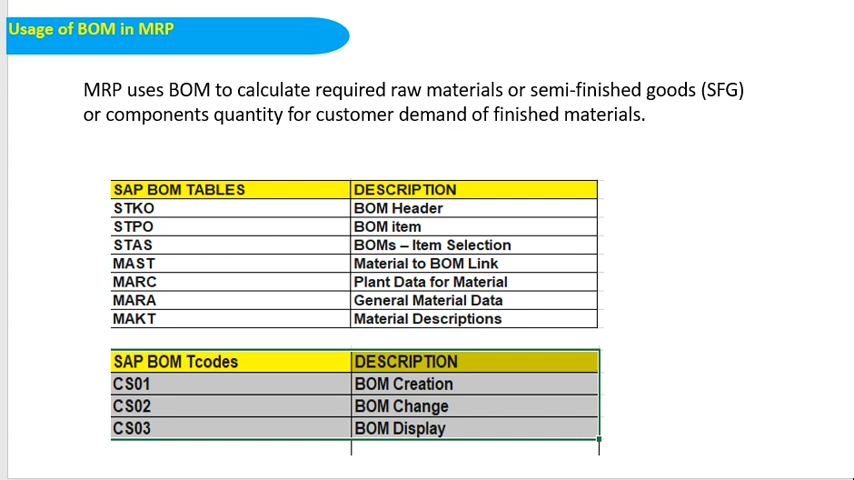 Usage of BOM in MRP
MRP uses BOM to calculate required raw materials or semi-finished goods (SFG)
or components quantity for customer demand of finished materials.
SAP BOM TABLES DESCRIPTION
STKO BOM Header
STPO BOM item
STAS BOMs – Item Selection
MAST Material to BOM Link
MARC Plant Data for Material
MARA General Material Data
MAKT Material Descriptions
SAP BOM Tcodes DESCRIPTION
CS01 BOM Creation
CS02 BOM Change
CS03 BOM Display